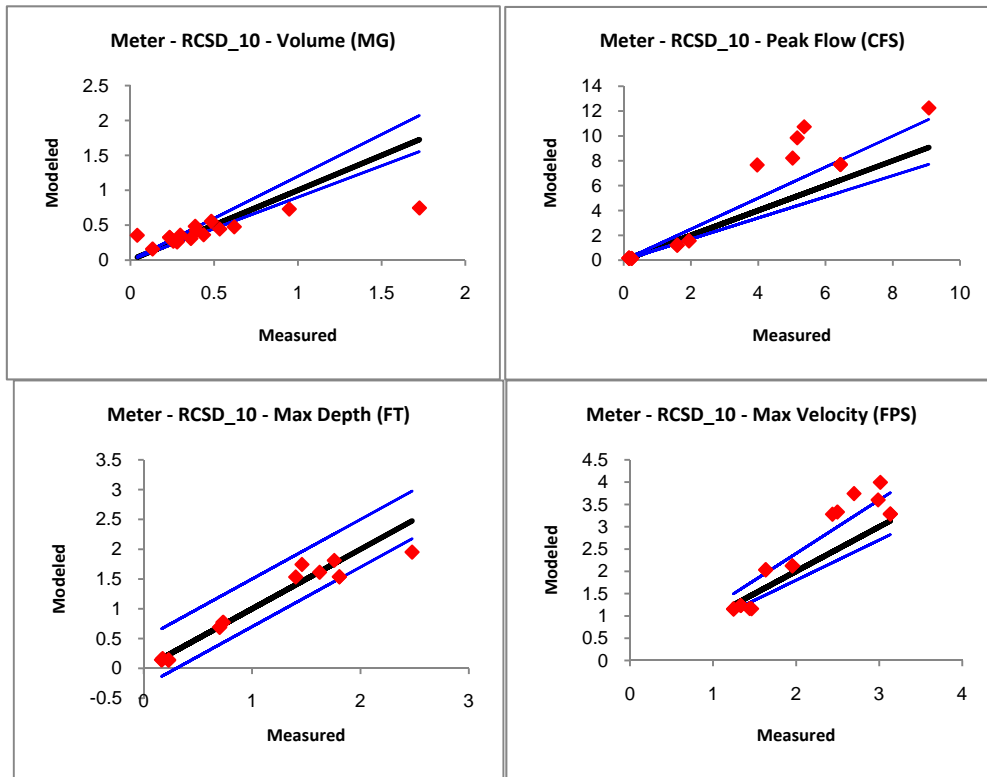 Meter - RCSD_10 - Volume (MG)
2.5
2
1.5
1
0.5
0
0 0.5 1 1.5 2
Modeled
Measured
Meter - RCSD_10 - Peak Flow (CFS)
14
12
10
8
6
4
2
0
0 2 4 6 8 10
Modeled
Measured
Meter - RCSD_10 - Max Depth (FT)
3.5
3
2.5
2
1.5
1
0.5
0
-0.5
0 1 2 3
Modeled
Measured
Meter - RCSD_10 - Max Velocity (FPS)
4.5
4
3.5
3
2.5
2
1.5
1
0.5
0
0 1 2 3 4
Modeled
Measured